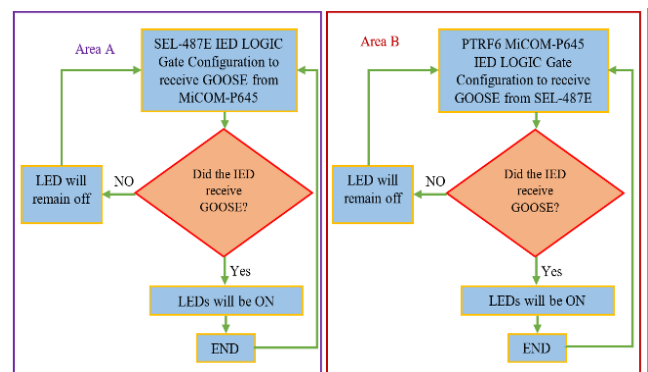 Area A
SEL-487E IED LOGIC
Gate Configuration to
receive GOOSE from
MiCOM-P645
Did the IED
receive
GOOSE?
NO
LED will
remain off
Yes
LEDs will be ON
END
Area B
PTRF6 MiCOM-P645
IED LOGIC Gate
Configuration to receive
GOOSE from SEL-487E
Did the IED
receive
GOOSE?
NO
LED will
remain off
Yes
LEDs will be ON
END